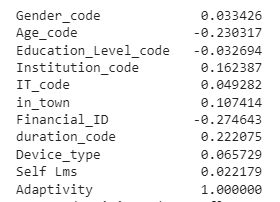 Gender_code 0.033426
Age_code -0.230317
Education_Level_code -0.032694
Institution_code 0.162387
IT_code 0.049282
in_town 0.107414
Financial_ID -0.274643
duration_code 0.222075
Device_type 0.065729
Self Lms 0.022179
Adaptivity 1.000000